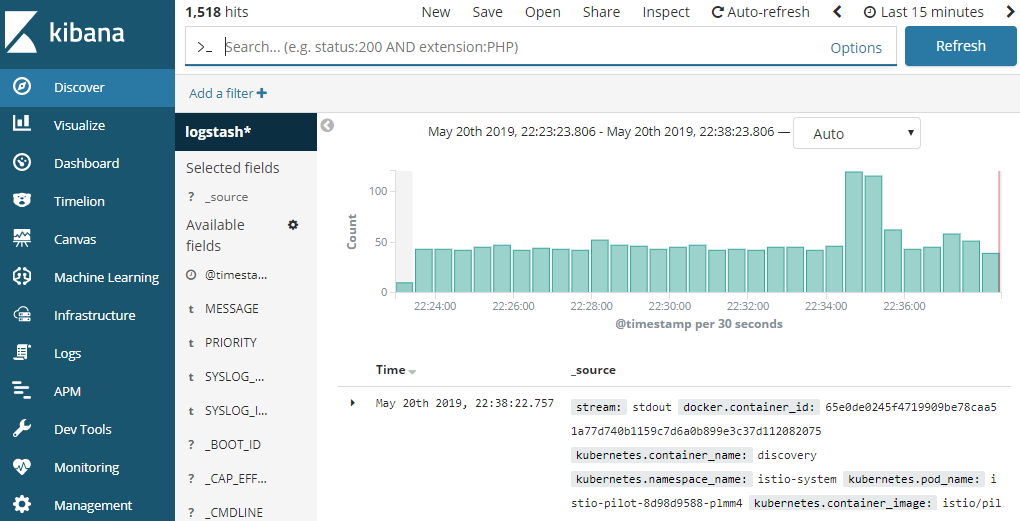 kibana
Discover
Visualize
Dashboard
Timelion
Canvas
Machine Learning
Infrastructure
Logs
APM
Dev Tools
Monitoring
Management
1,518 hits
New Save Open Share Inspect Auto-refresh Last 15 minutes
>_ Search... (e.g. status:200 AND extension:PHP) Options Refresh
Add a filter +
logstash*
Selected fields
? _source
Available
fields
@timesta...
t MESSAGE
t PRIORITY
t SYSLOG_...
t SYSLOG_I...
? _BOOT_ID
? _CAP_EFF...
? _CMDLINE
May 20th 2019, 22:23:23.806 - May 20th 2019, 22:38:23.806 — Auto
Count
100
50
0
22:24:00 22:26:00 22:28:00 22:30:00 22:32:00 22:34:00 22:36:00
@timestamp per 30 seconds
Time _source
May 20th 2019, 22:38:22.757 stream: stdout docker.container_id: 65e0de0245f4719909be78caa5
1a77d740b1159c7d6a0b899e3c37d112082075
kubernetes.container_name: discovery
kubernetes.namespace_name: istio-system kubernetes.pod_name: i
stio-pilot-8d98d9588-plmm4 kubernetes.container_image: istio/pil